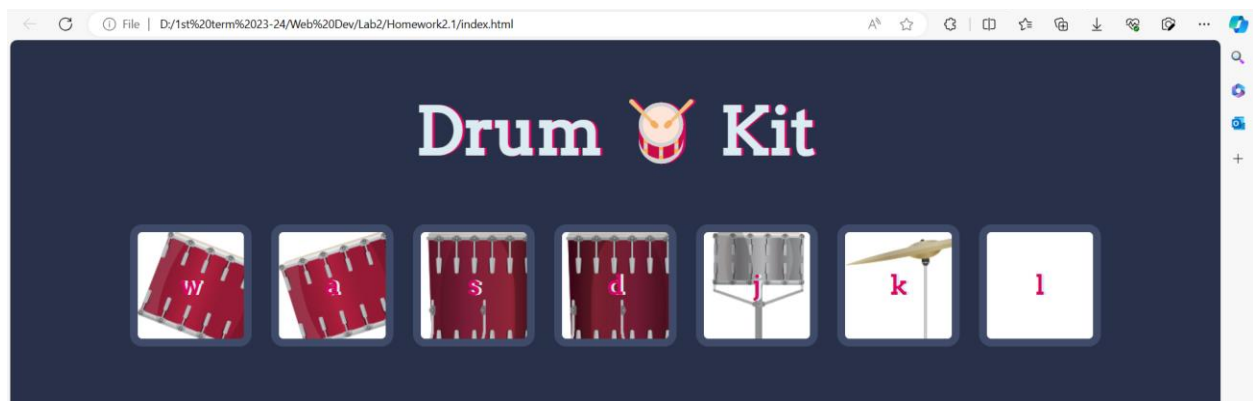 File | D:/1st%20term%2023-24/Web%20Dev/Lab2/Homework2.1/index.html
Drum 🥁 Kit
w a s d j k l